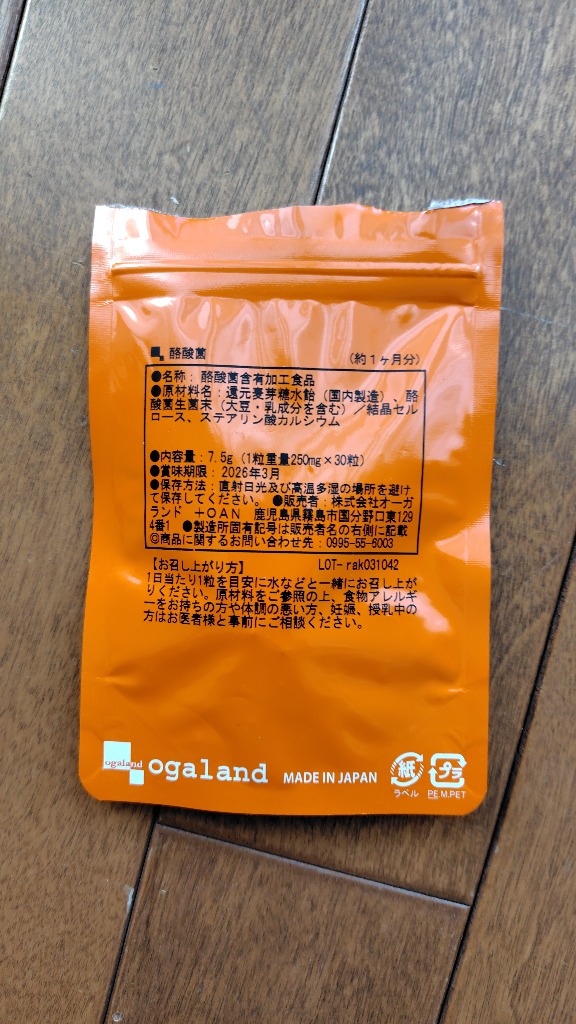 酪酸菌 (約1ヶ月分)
●名称：酪酸菌含有加工食品
●原材料名：還元麦芽糖水飴（国内製造）、酪
酸菌生菌末（大豆・乳成分を含む）／結晶セル
ロース、ステアリン酸カルシウム
●内容量：7.5g（1粒重量250mg×30粒）
●賞味期限：2026年3月
●保存方法：直射日光及び高温多湿の場所を避け
て保存してください。●販売者：株式会社オーガ
ランド ＋OAN 鹿児島県霧島市国分野口東129
4番1 ●製造所固有記号は販売者名の右側に記載
◎商品に関するお問い合わせ先：0995-55-6003
【お召し上がり方】 LOT- rak031042
1日当たり1粒を目安に水などと一緒にお召し上が
りください。原材料をご参照の上、食物アレルギ
ーをお持ちの方や体調の悪い方、妊娠、授乳中の
方はお医者様と事前にご相談ください。
ogaland ogaland MADE IN JAPAN 紙 プラ
ラベル PE.M.PET